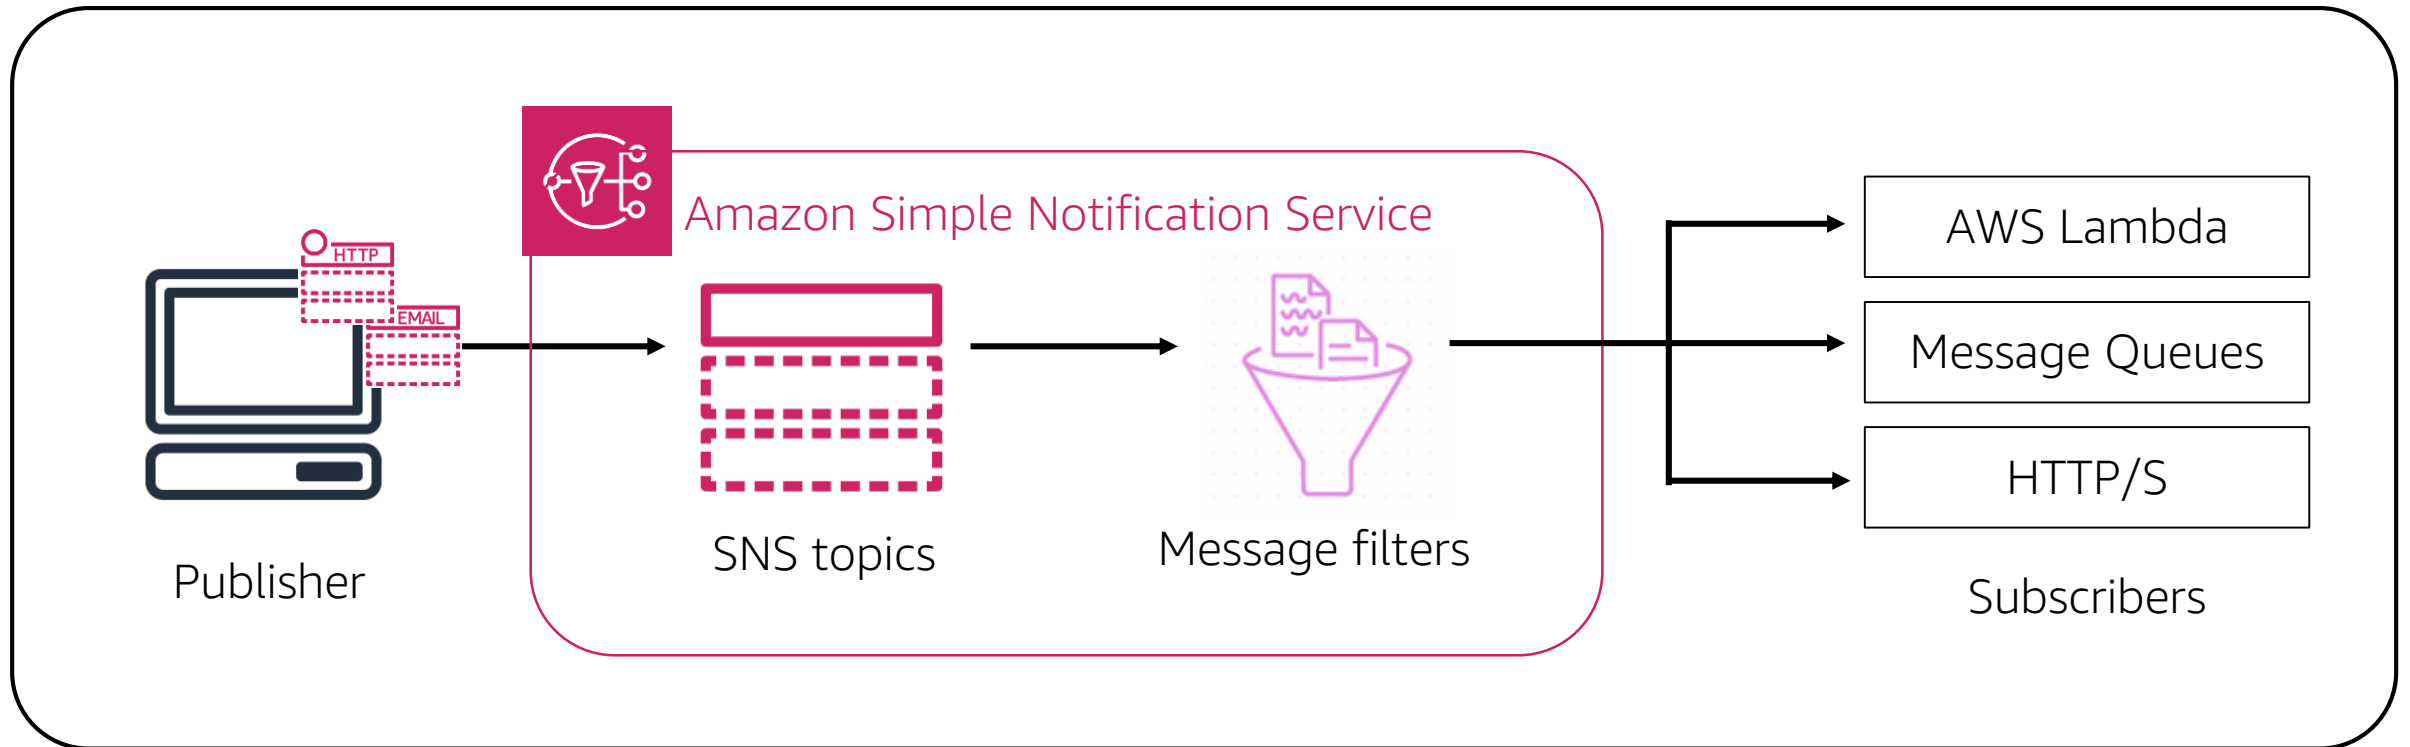 Amazon Simple Notification Service
HTTP
EMAIL
Publisher
SNS topics
Message filters
AWS Lambda
Message Queues
HTTP/S
Subscribers